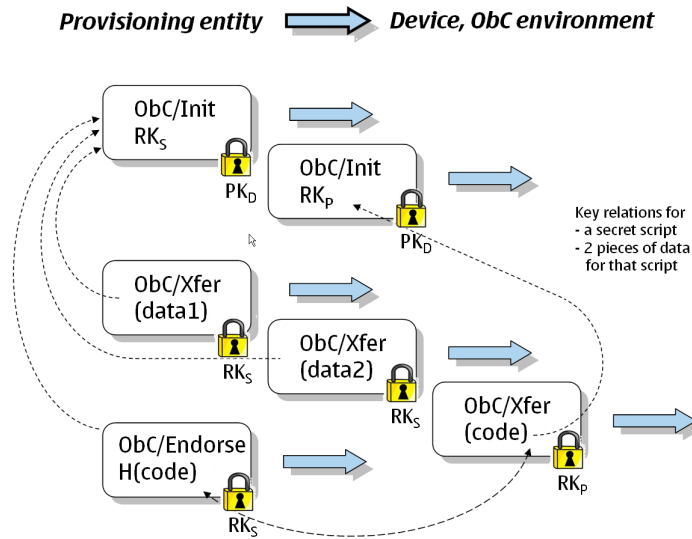 Provisioning entity
Device, ObC environment
ObC/Init
RKS
PKD
ObC/Init
RKP
PKD
Key relations for
- a secret script
- 2 pieces of data
for that script
ObC/Xfer
(data1)
RKS
ObC/Xfer
(data2)
RKS
ObC/Xfer
(code)
RKP
ObC/Endorse
H(code)
RKS